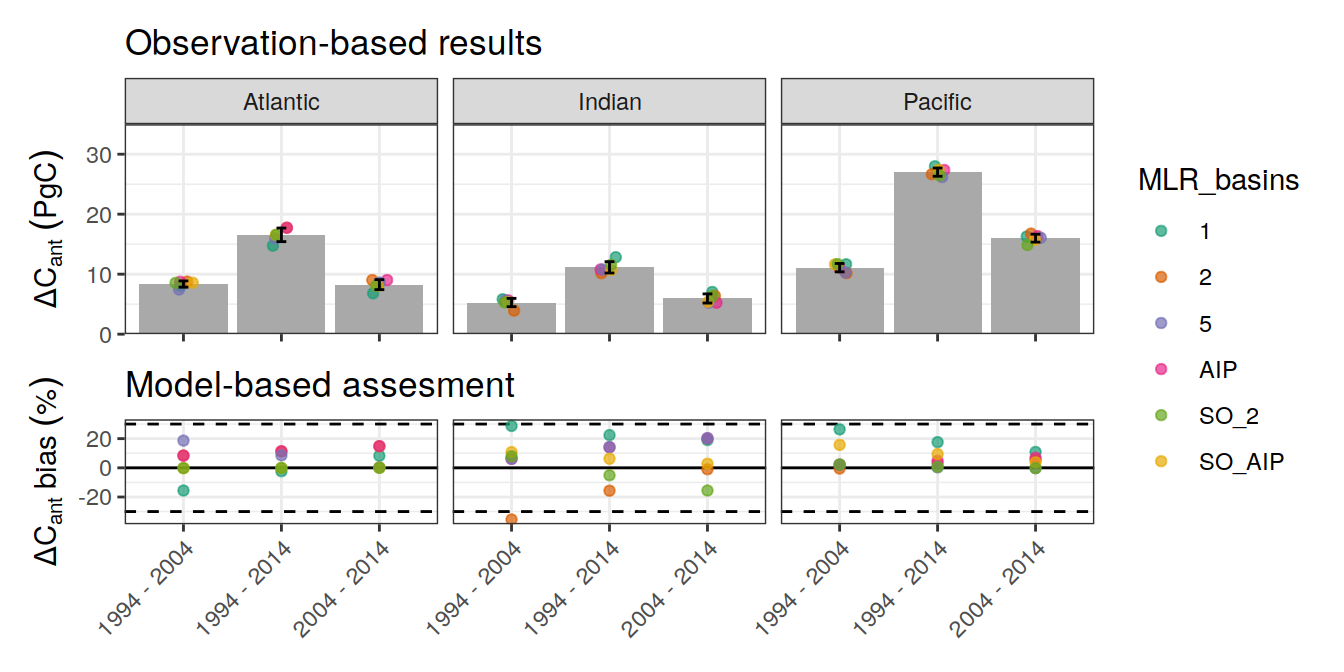 Observation-based results
Atlantic
Indian
Pacific
ΔCant (PgC)
30
20
10
0
Model-based assesment
ΔCant bias (%)
20
0
-20
1994 - 2004
1994 - 2014
2004 - 2014
1994 - 2004
1994 - 2014
2004 - 2014
1994 - 2004
1994 - 2014
2004 - 2014
MLR_basins
1
2
5
AIP
SO_2
SO_AIP